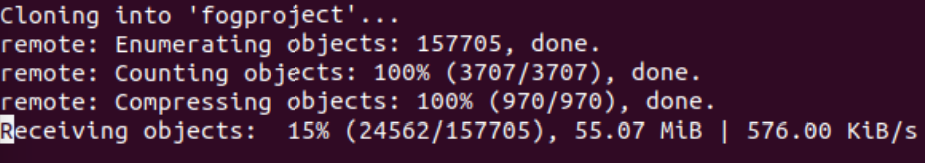 Cloning into 'fogproject'...
remote: Enumerating objects: 157705, done.
remote: Counting objects: 100% (3707/3707), done.
remote: Compressing objects: 100% (970/970), done.
Receiving objects:  15% (24562/157705), 55.07 MiB | 576.00 KiB/s